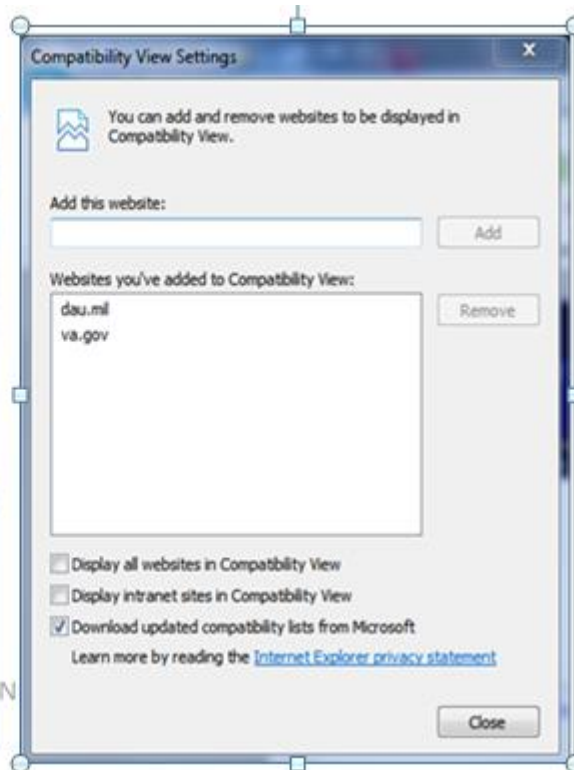 Compatibility View Settings
X
You can add and remove websites to be displayed in
Compatibility View.
Add this website:
Add
Websites you've added to Compatibility View:
dau.mil
va.gov
Remove
Display all websites in Compatibility View
Display intranet sites in Compatibility View
Download updated compatibility lists from Microsoft
Learn more by reading the Internet Explorer privacy statement
N
Close